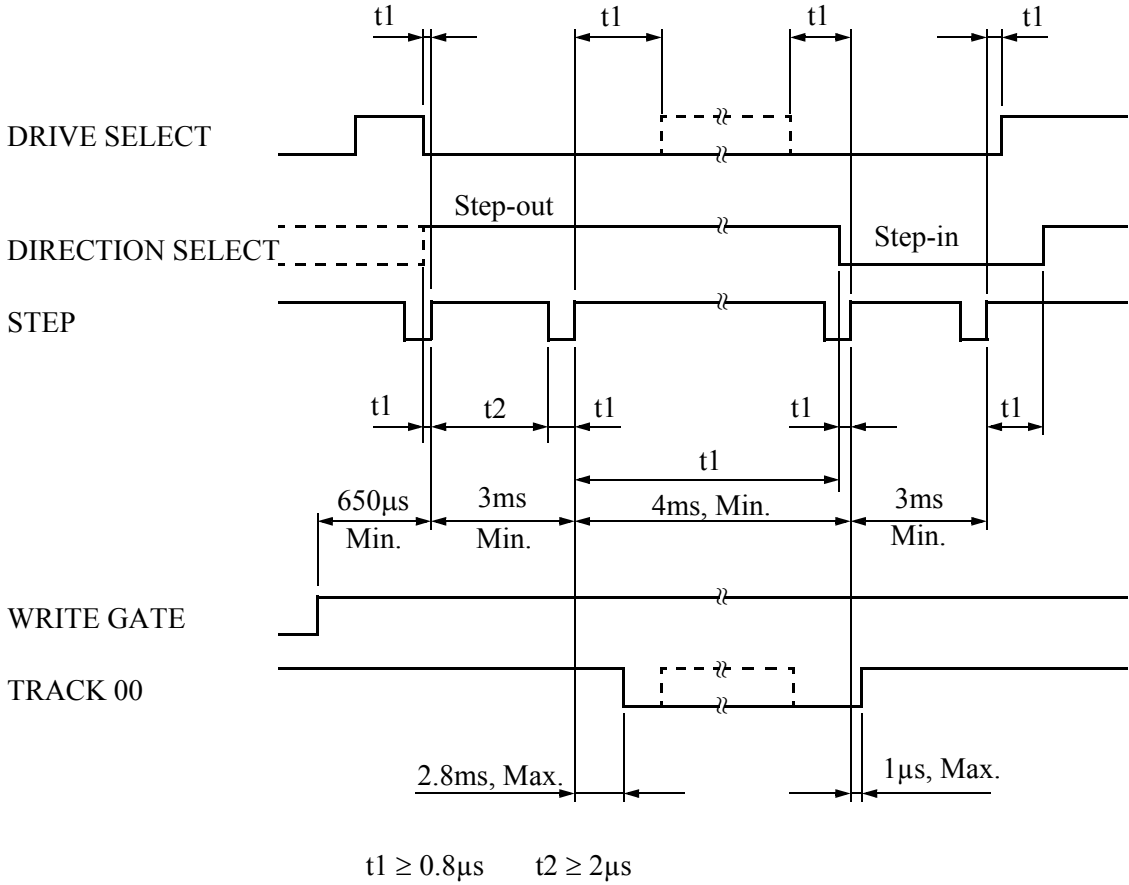 t1 t1 t1 t1
DRIVE SELECT
Step-out
DIRECTION SELECT Step-in
STEP
t1 t2 t1 t1 t1
t1
650µs 3ms 4ms, Min. 3ms
Min. Min. Min.
WRITE GATE
TRACK 00
2.8ms, Max. 1µs, Max.
t1 ≥ 0.8µs t2 ≥ 2µs